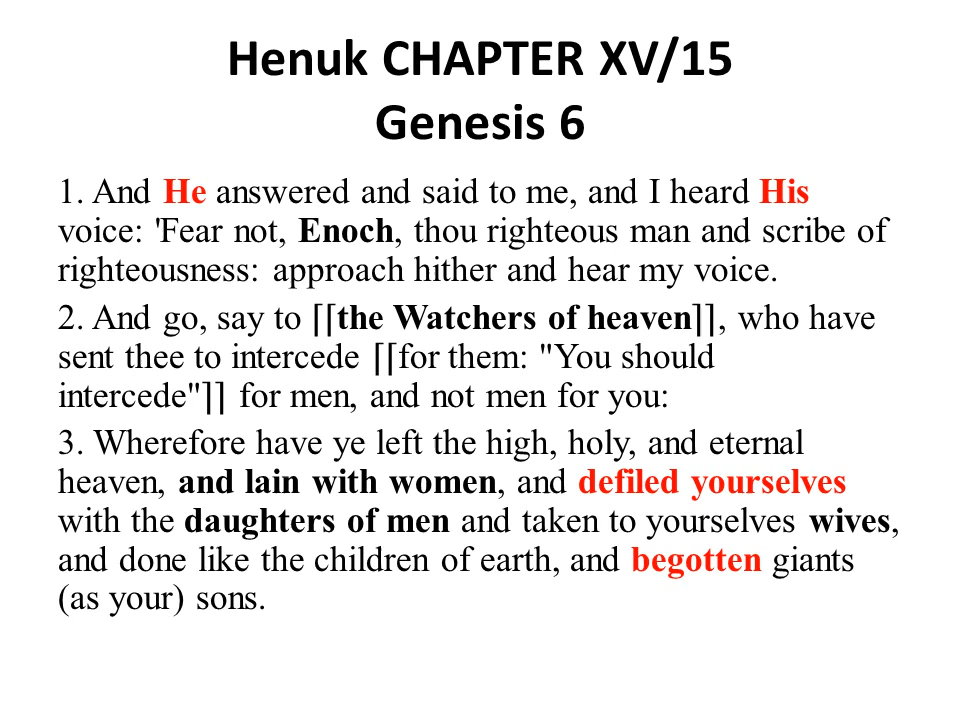 Henuk CHAPTER XV/15
Genesis 6
1. And He answered and said to me, and I heard His
voice: 'Fear not, Enoch, thou righteous man and scribe of
righteousness: approach hither and hear my voice.
2. And go, say to ⌈⌈the Watchers of heaven⌉⌉, who have
sent thee to intercede ⌈⌈for them: "You should
intercede"⌉⌉ for men, and not men for you:
3. Wherefore have ye left the high, holy, and eternal
heaven, and lain with women, and defiled yourselves
with the daughters of men and taken to yourselves wives,
and done like the children of earth, and begotten giants
(as your) sons.